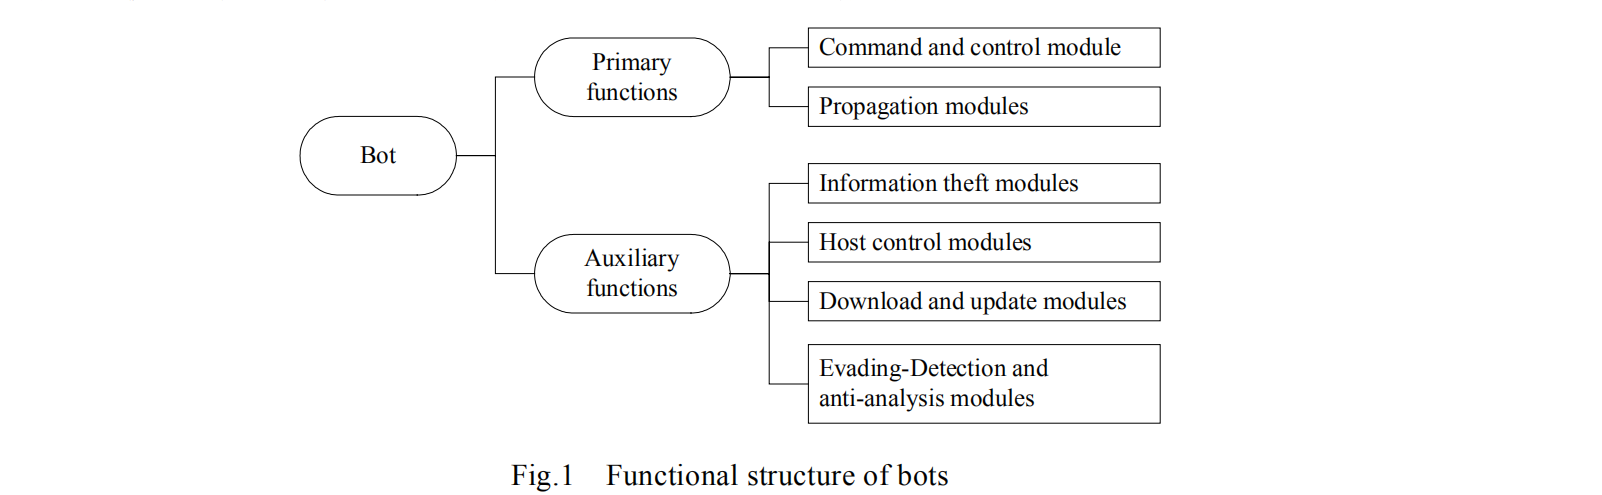 Bot
Primary
functions
Command and control module
Propagation modules
Auxiliary
functions
Information theft modules
Host control modules
Download and update modules
Evading-Detection and
anti-analysis modules
Fig.1 Functional structure of bots